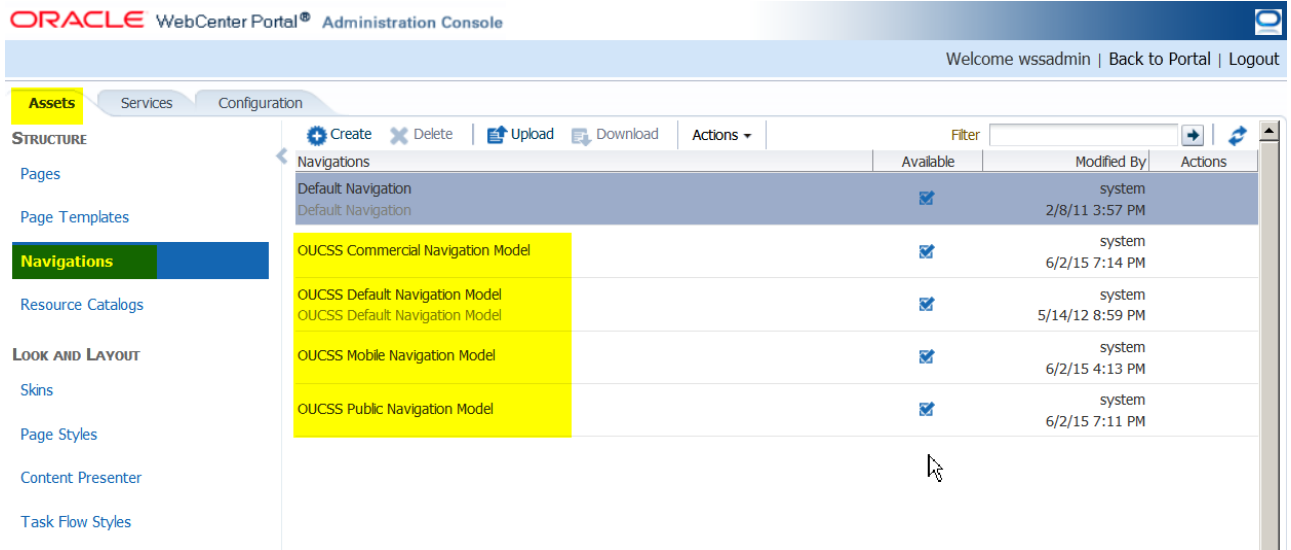 ORACLE WebCenter Portal® Administration Console
Welcome wssadmin | Back to Portal | Logout
Assets Services Configuration
STRUCTURE
Pages
Page Templates
Navigations
Resource Catalogs
LOOK AND LAYOUT
Skins
Page Styles
Content Presenter
Task Flow Styles
Create Delete Upload Download Actions Filter
Navigations Available Modified By Actions
Default Navigation system
Default Navigation 2/8/11 3:57 PM
OUCSS Commercial Navigation Model system
6/2/15 7:14 PM
OUCSS Default Navigation Model system
OUCSS Default Navigation Model 5/14/12 8:59 PM
OUCSS Mobile Navigation Model system
6/2/15 4:13 PM
OUCSS Public Navigation Model system
6/2/15 7:11 PM